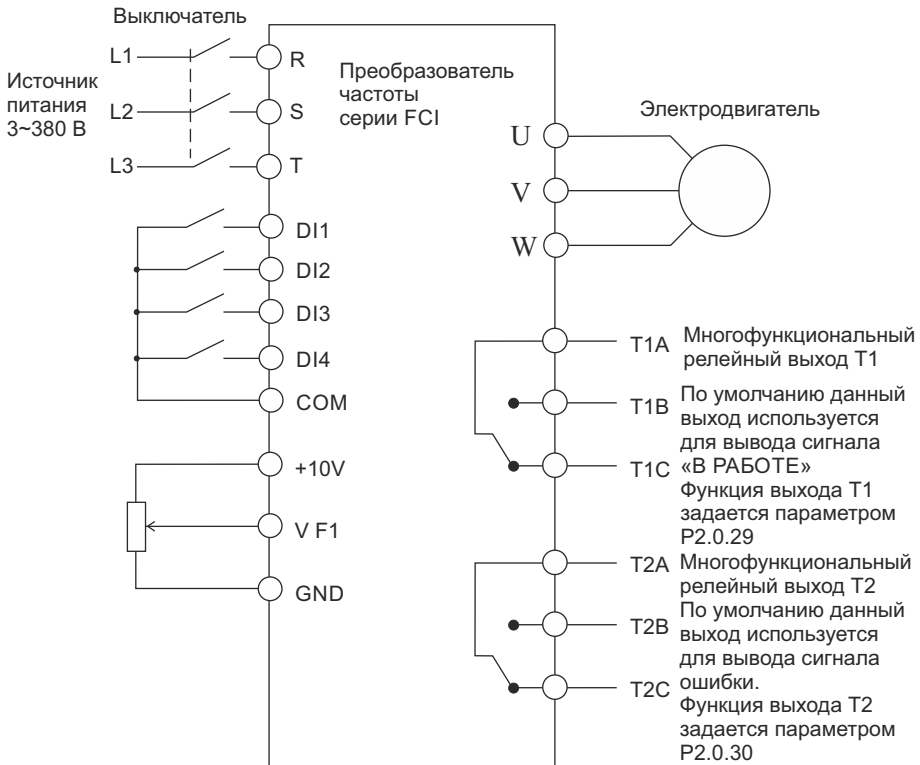 Выключатель
L1
L2
L3
Источник
питания
3~380 В
R
S
T
Преобразователь
частоты
серии FCI
Электродвигатель
U
V
W
DI1
DI2
DI3
DI4
COM
+10V
V F1
GND
T1A
T1B
T1C
Многофункциональный
релейный выход T1
По умолчанию данный
выход используется
для вывода сигнала
«В РАБОТЕ»
Функция выхода T1
задается параметром
P2.0.29
T2A
T2B
T2C
Многофункциональный
релейный выход T2
По умолчанию данный
выход используется
для вывода сигнала
ошибки.
Функция выхода T2
задается параметром
P2.0.30